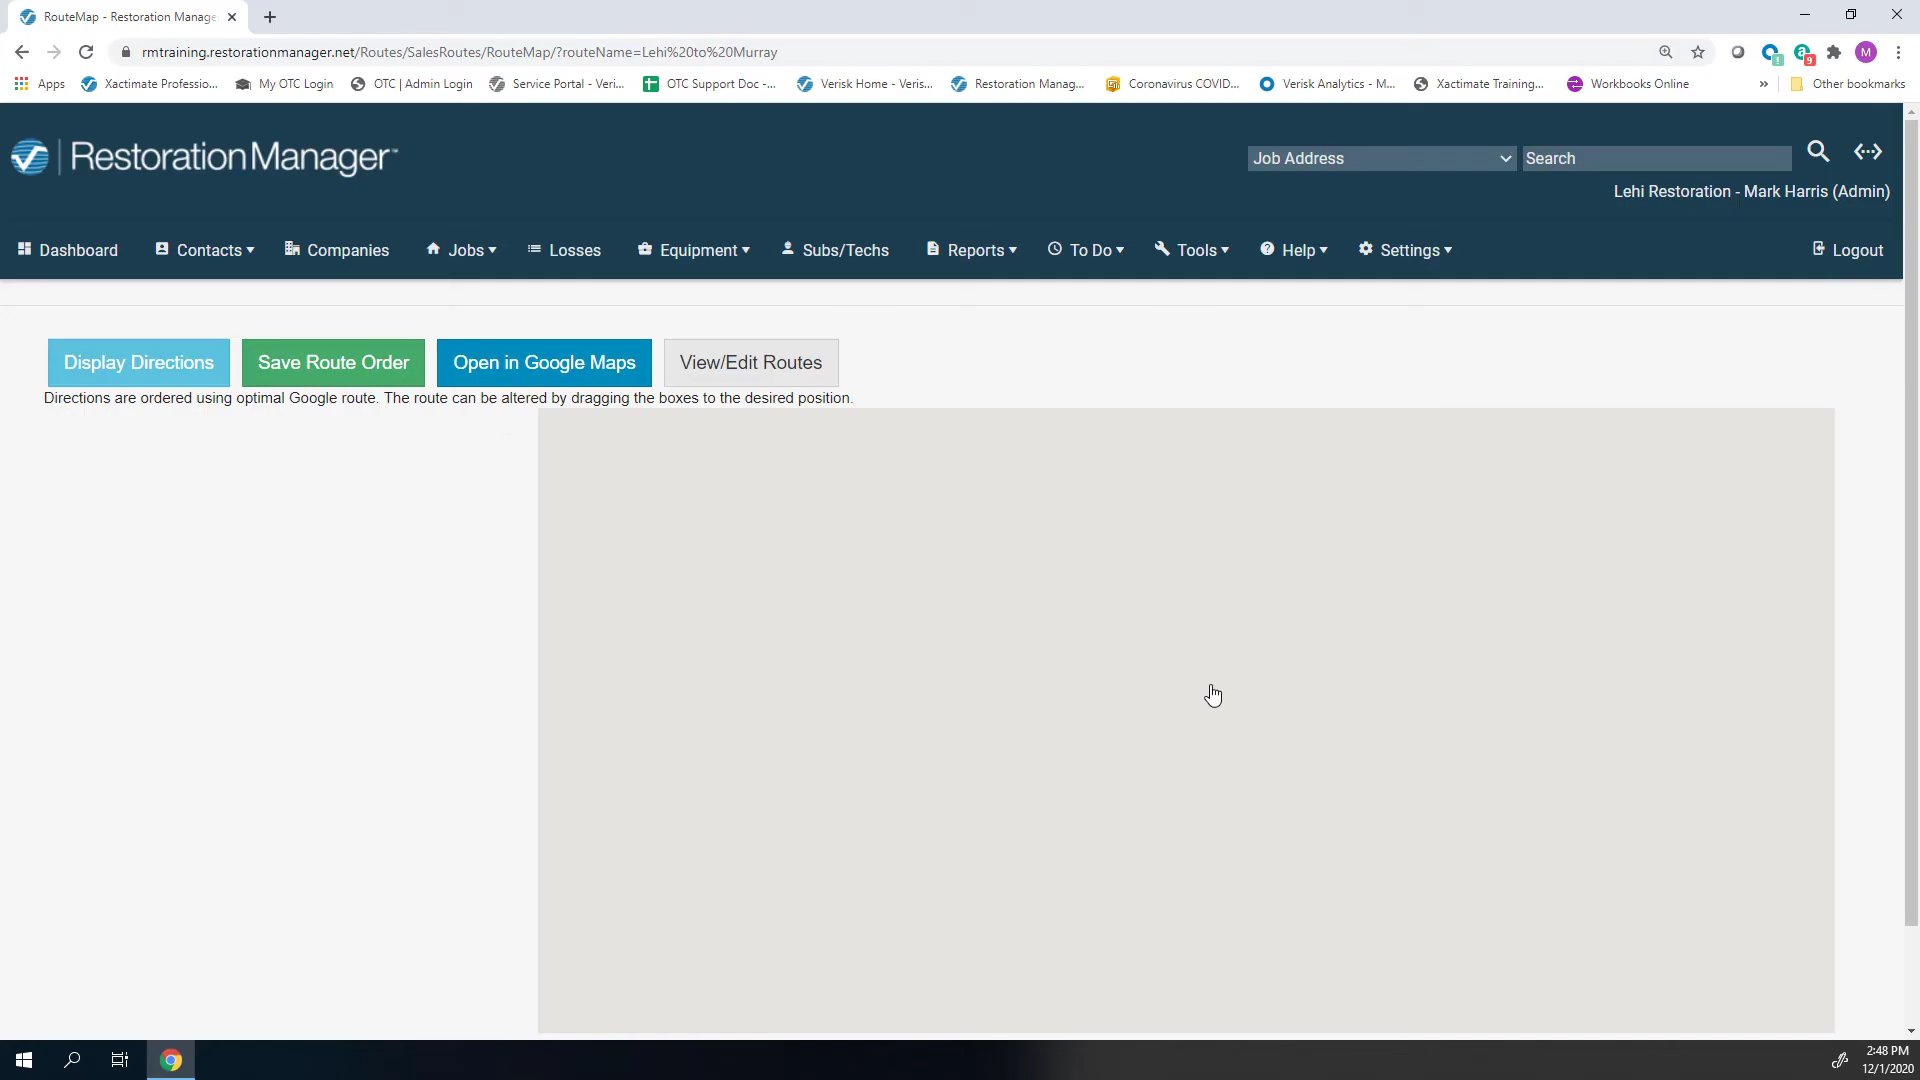 RouteMap - Restoration Manage
rmtraining.restorationmanager.net/Routes/SalesRoutes/RouteMap/?routeName=Lehi%20to%20Murray
M
1
9
Apps
Xactimate Professio...
My OTC Login
OTC | Admin Login
Service Portal - Veri...
OTC Support Doc -...
Verisk Home - Veris...
Restoration Manag...
Coronavirus COVID...
Verisk Analytics - M...
Xactimate Training...
Workbooks Online
»
Other bookmarks
RestorationManager™
Job Address
Search
Lehi Restoration - Mark Harris (Admin)
Dashboard
Contacts
Companies
Jobs
Losses
Equipment
Subs/Techs
Reports
To Do
Tools
Help
Settings
Logout
Display Directions
Save Route Order
Open in Google Maps
View/Edit Routes
Directions are ordered using optimal Google route. The route can be altered by dragging the boxes to the desired position.
2:48 PM
12/1/2020